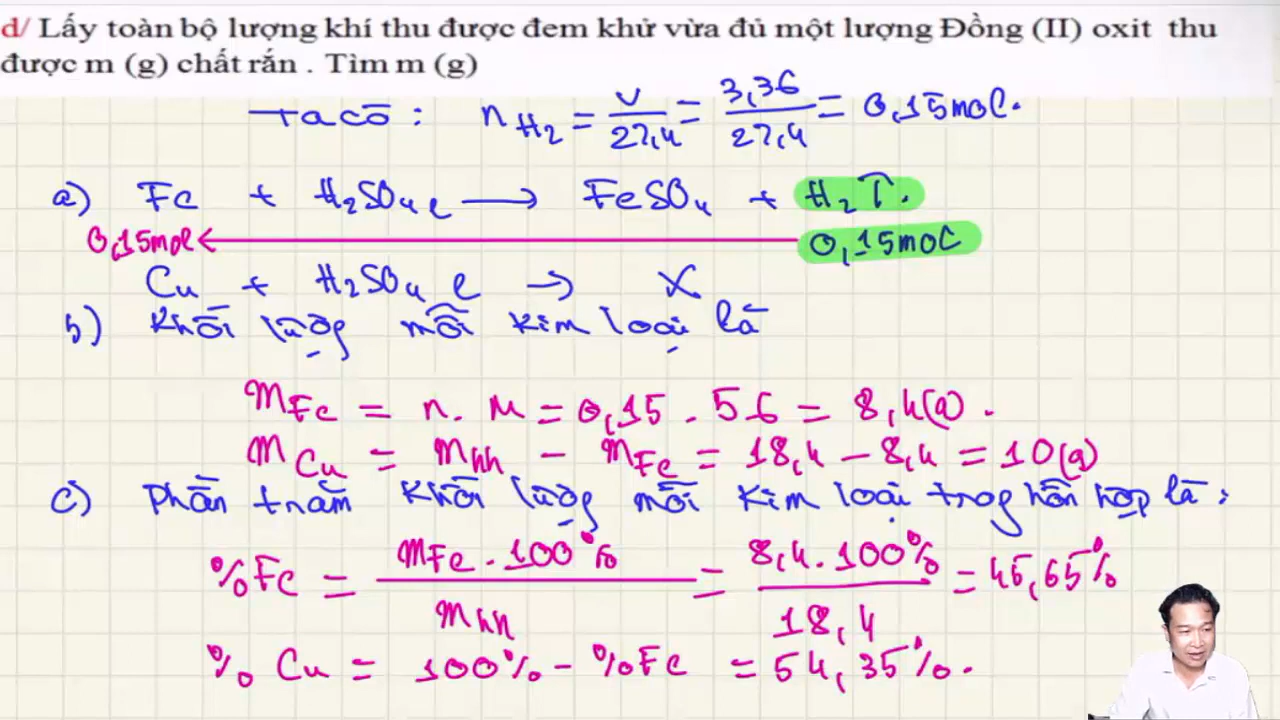 d/ Lấy toàn bộ lượng khí thu được đem khử vừa đủ một lượng Đồng (II) oxit thu
được m (g) chất rắn . Tìm m (g)
Ta có : n H2 = V/22,4 = 3,36/22,4 = 0,15 mol.
a) Fe + H2SO4 l ⟶ FeSO4 + H2 ↑.
0,15mol ← 0,15mol
Cu + H2SO4 l → X
b) Khối lượng mỗi kim loại là
mFe = n. M = 0,15 . 56 = 8,4(g) .
mCu = mhh - mFe = 18,4 - 8,4 = 10(g)
c) Phần trăm khối lượng mỗi kim loại trog hỗn hợp là :
%Fe = mFe . 100% / mhh = 8,4. 100% / 18,4 = 45,65%
% Cu = 100% - %Fe = 54,35%.